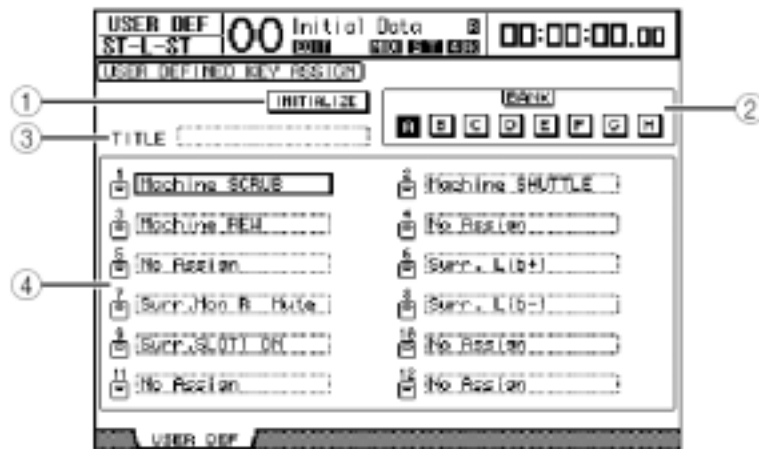 USER DEF
ST-L-ST
00 Initial Data
EDIT
00:00:00.00
USER DEFINED KEY ASSIGN
① INITIALIZE
BANK
②
A B C D E F G H
③ TITLE
1 Machine SCRUB
2 Machine SHUTTLE
3 Machine REW
4 No Assign
5 No Assign
6 Surr. L(b+)
④
7 Surr.Mon R Mute
8 Surr. L(b-)
9 Surr.SLOT1 ON
10 No Assign
11 No Assign
12 No Assign
USER DEF